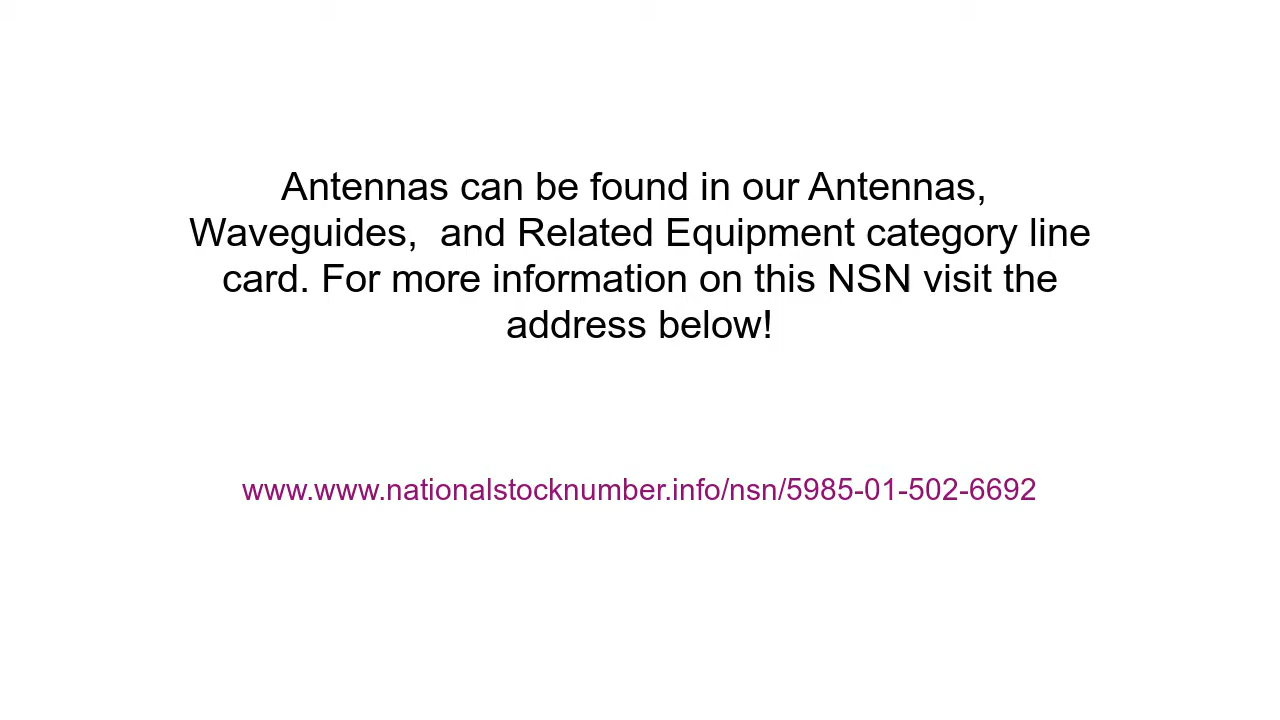 Antennas can be found in our Antennas,
Waveguides,  and Related Equipment category line
card. For more information on this NSN visit the
address below!
www.www.nationalstocknumber.info/nsn/5985-01-502-6692